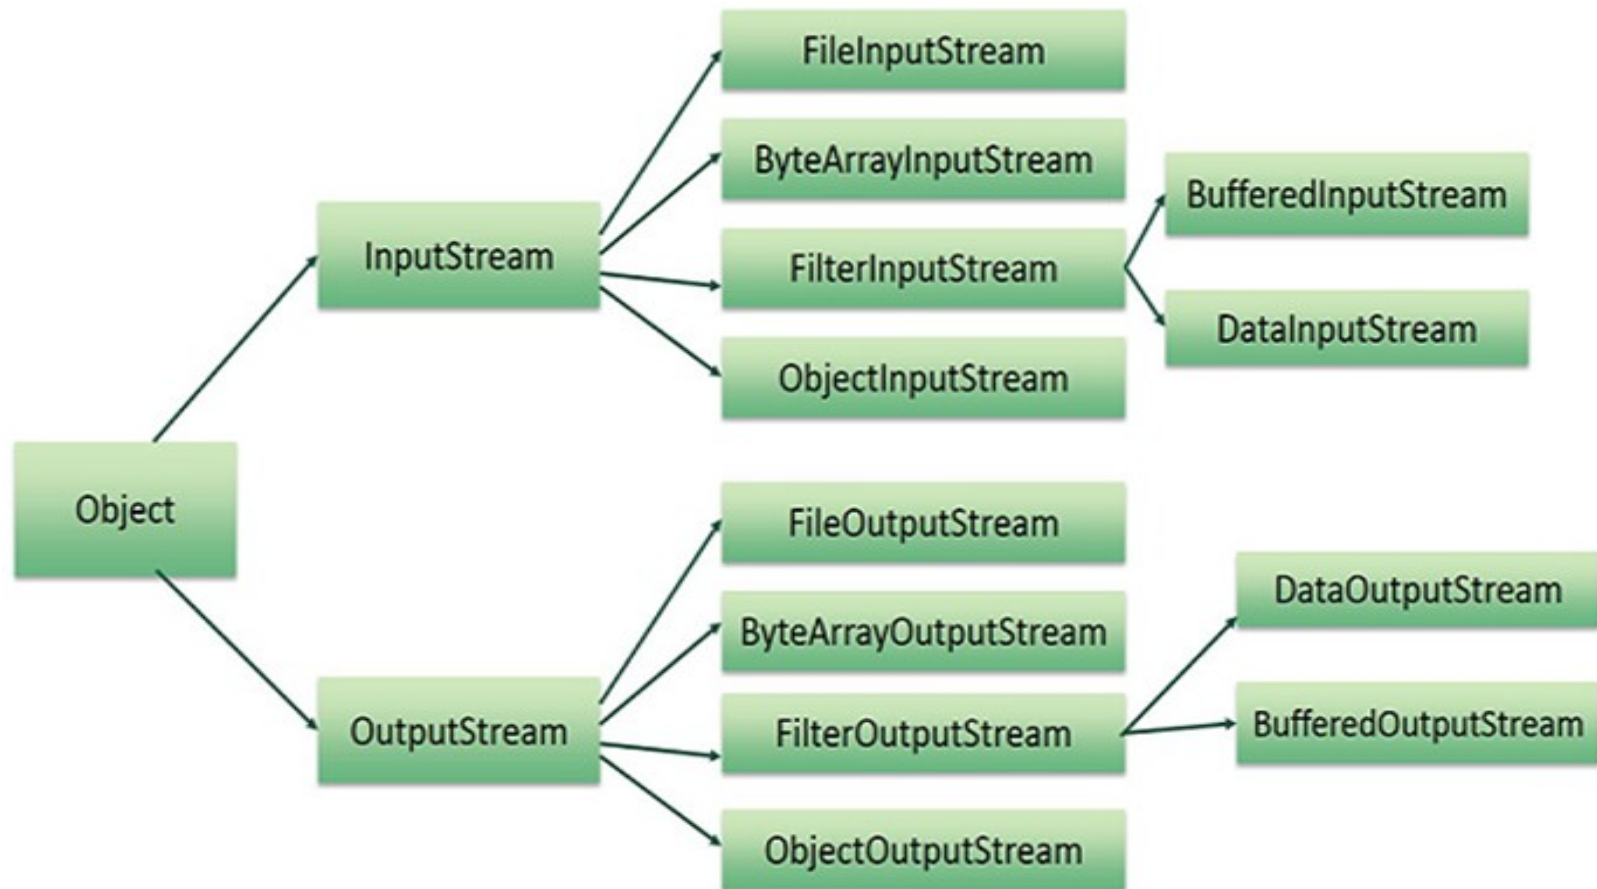 Object
InputStream
FileInputStream
ByteArrayInputStream
FilterInputStream
ObjectInputStream
BufferedInputStream
DataInputStream
OutputStream
FileOutputStream
ByteArrayOutputStream
FilterOutputStream
ObjectOutputStream
DataOutputStream
BufferedOutputStream